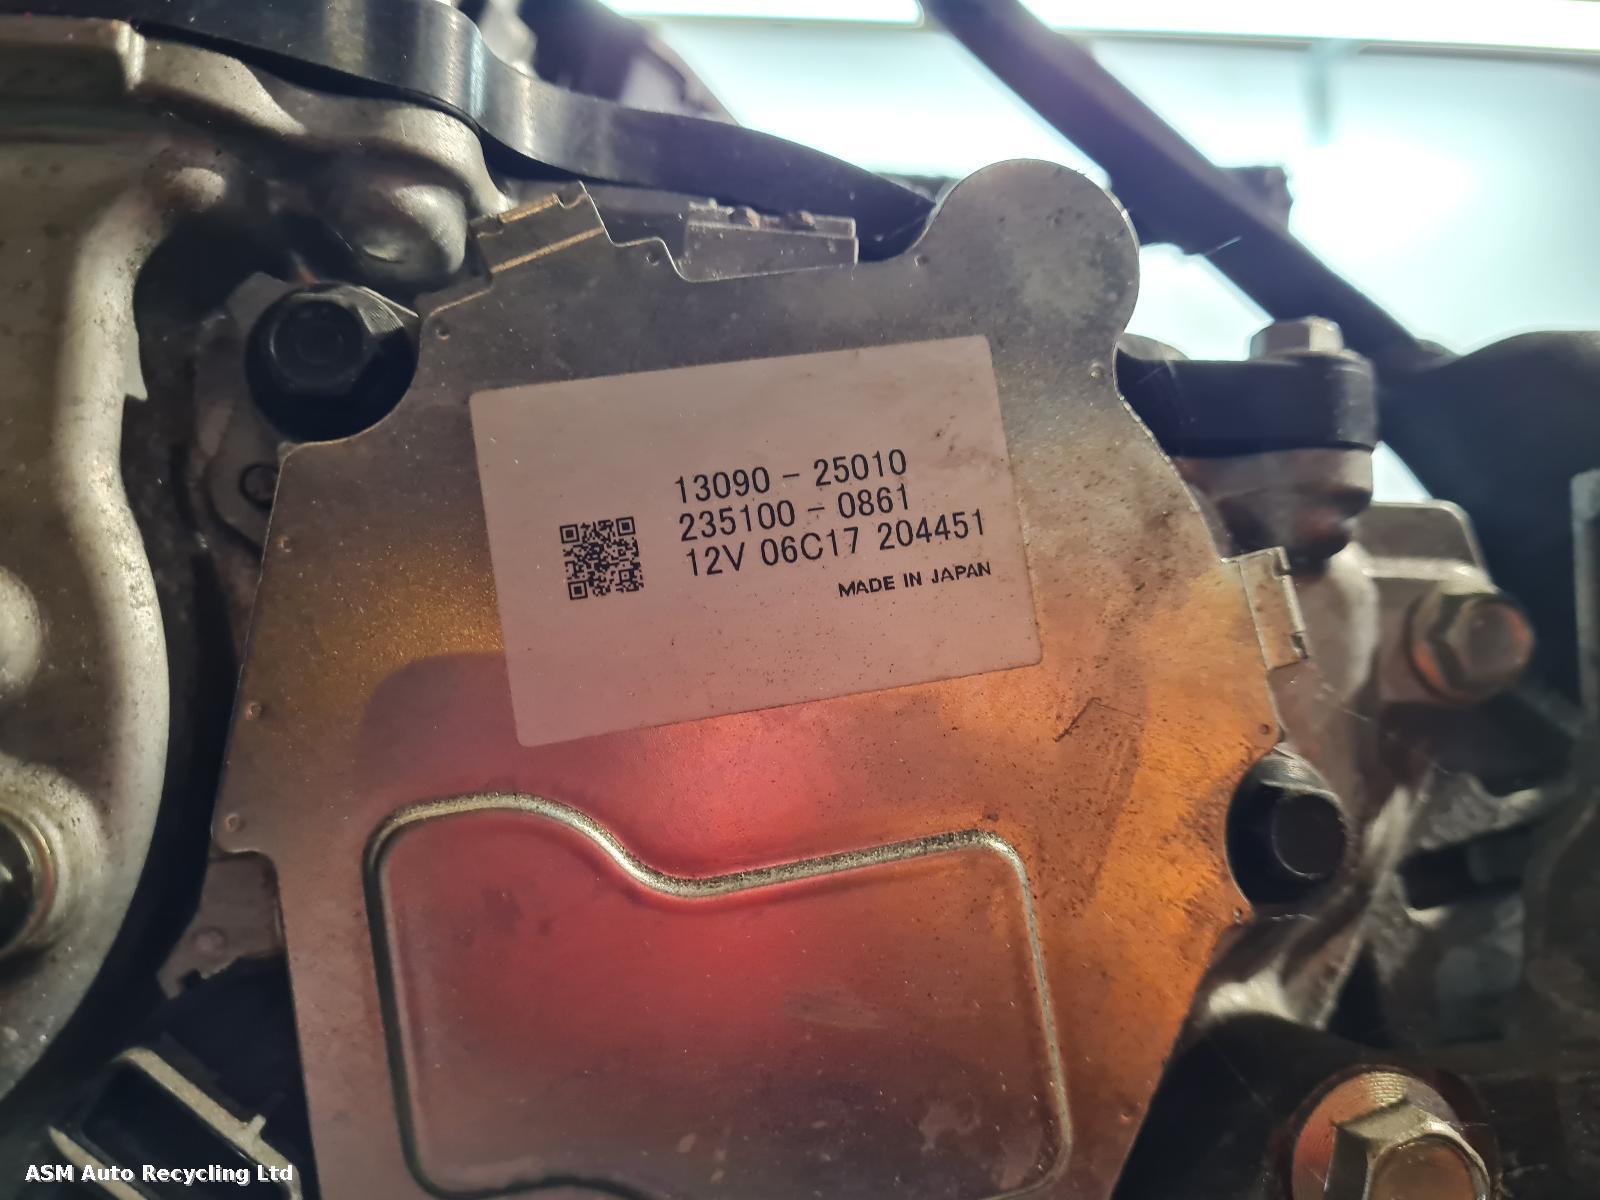 13090-25010
235100-0861
12V 06C17 204451
MADE IN JAPAN
ASM Auto Recycling Ltd